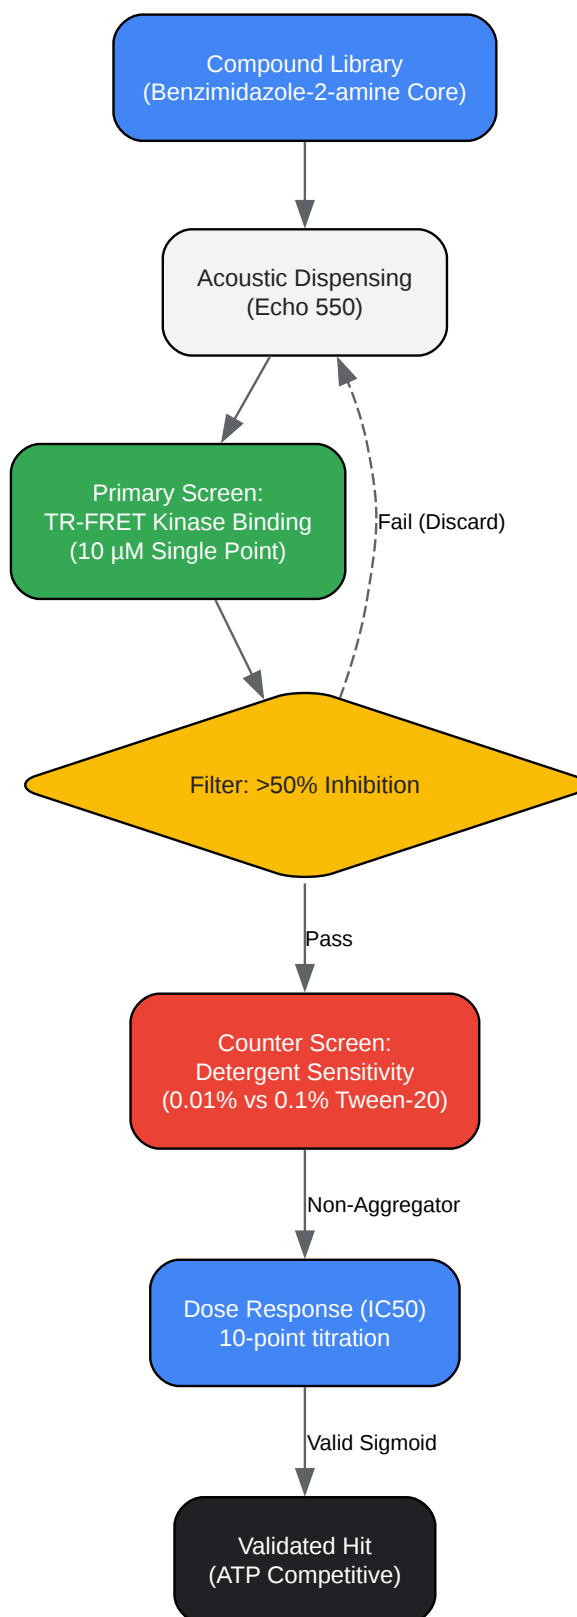 Compound Library
(Benzimidazole-2-amine Core)
Acoustic Dispensing
(Echo 550)
Primary Screen:
TR-FRET Kinase Binding
(10 µM Single Point)
Fail (Discard)
Filter: >50% Inhibition
Pass
Counter Screen:
Detergent Sensitivity
(0.01% vs 0.1% Tween-20)
Non-Aggregator
Dose Response (IC50)
10-point titration
Valid Sigmoid
Validated Hit
(ATP Competitive)